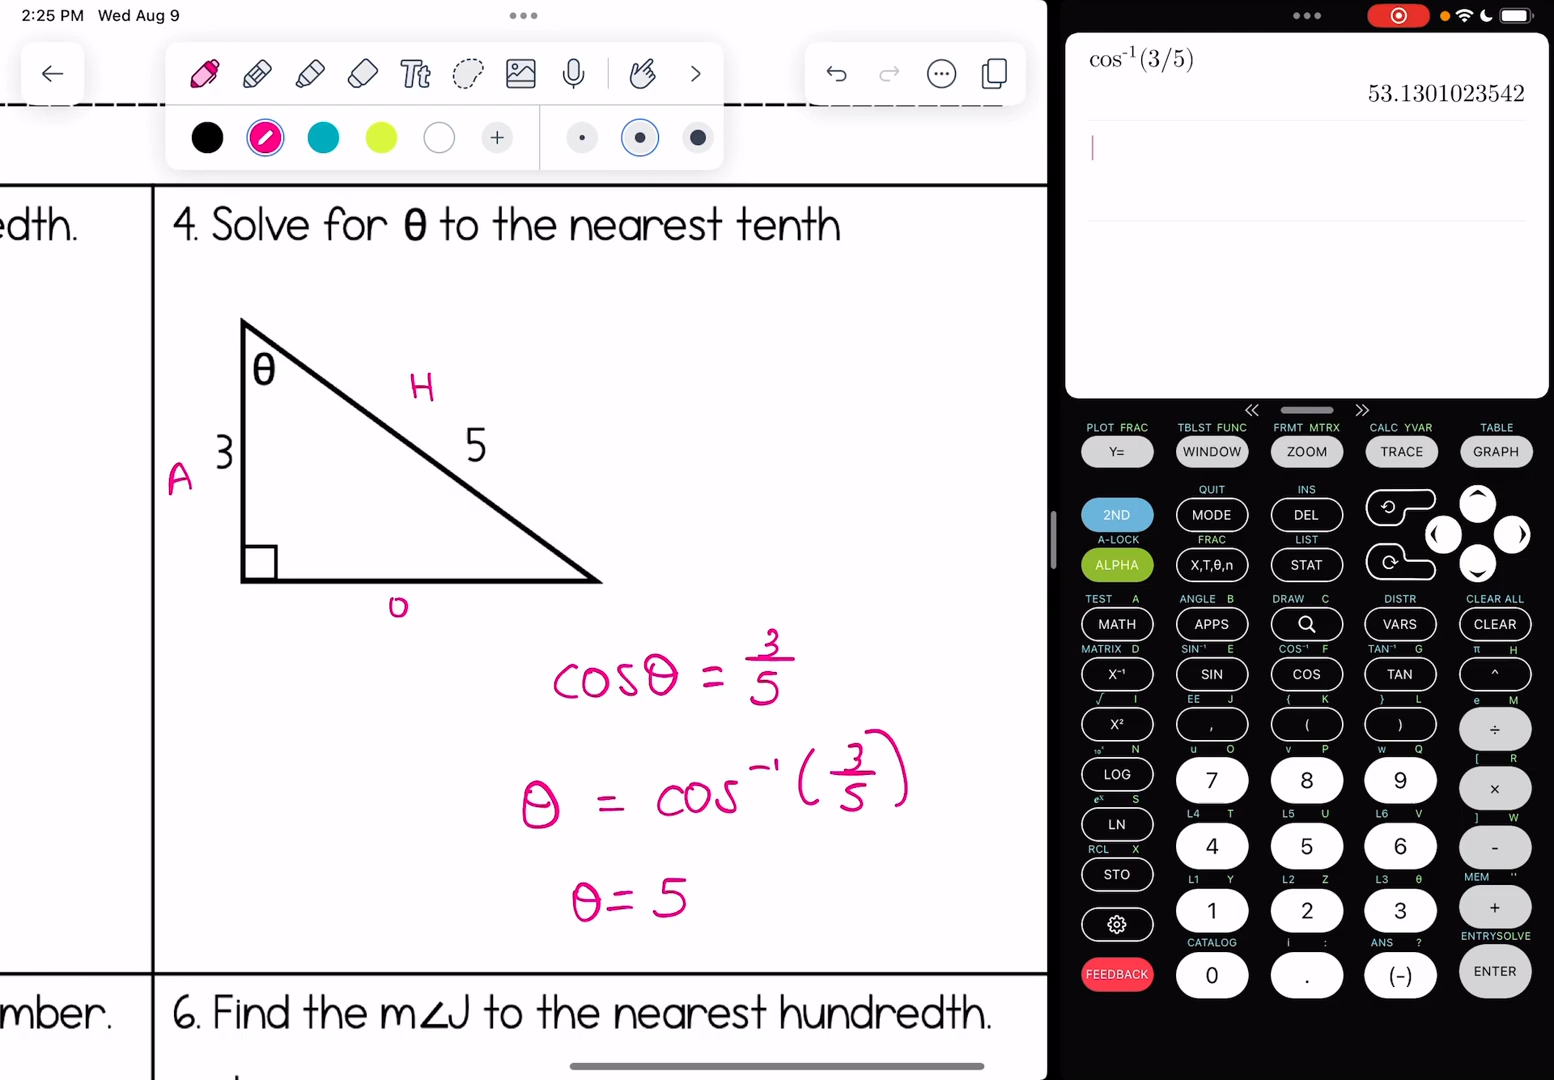 2:25 PM Wed Aug 9
Tt
edth.
4. Solve for θ to the nearest tenth
θ
H
3
5
A
O
cosθ = 3/5
θ = cos⁻¹(3/5)
θ = 5
mber.
6. Find the m∠J to the nearest hundredth.
cos⁻¹(3/5)
53.1301023542
PLOT FRAC TBLST FUNC FRMT MTRX CALC YVAR TABLE
Y= WINDOW ZOOM TRACE GRAPH
QUIT INS
2ND MODE DEL
A-LOCK FRAC LIST
ALPHA X,T,θ,n STAT
TEST A ANGLE B DRAW C DISTR CLEAR ALL
MATH APPS VARS CLEAR
MATRIX D SIN⁻¹ E COS⁻¹ F TAN⁻¹ G π H
X⁻¹ SIN COS TAN ^
√ I EE J { K } L e M
X² , ( ) ÷
10ˣ N u O v P w Q [ R
LOG 7 8 9 ×
eˣ S L4 T L5 U L6 V ] W
LN 4 5 6 -
RCL X L1 Y L2 Z L3 θ MEM "
STO 1 2 3 +
CATALOG i : ANS ? ENTRY SOLVE
FEEDBACK 0 . (-) ENTER